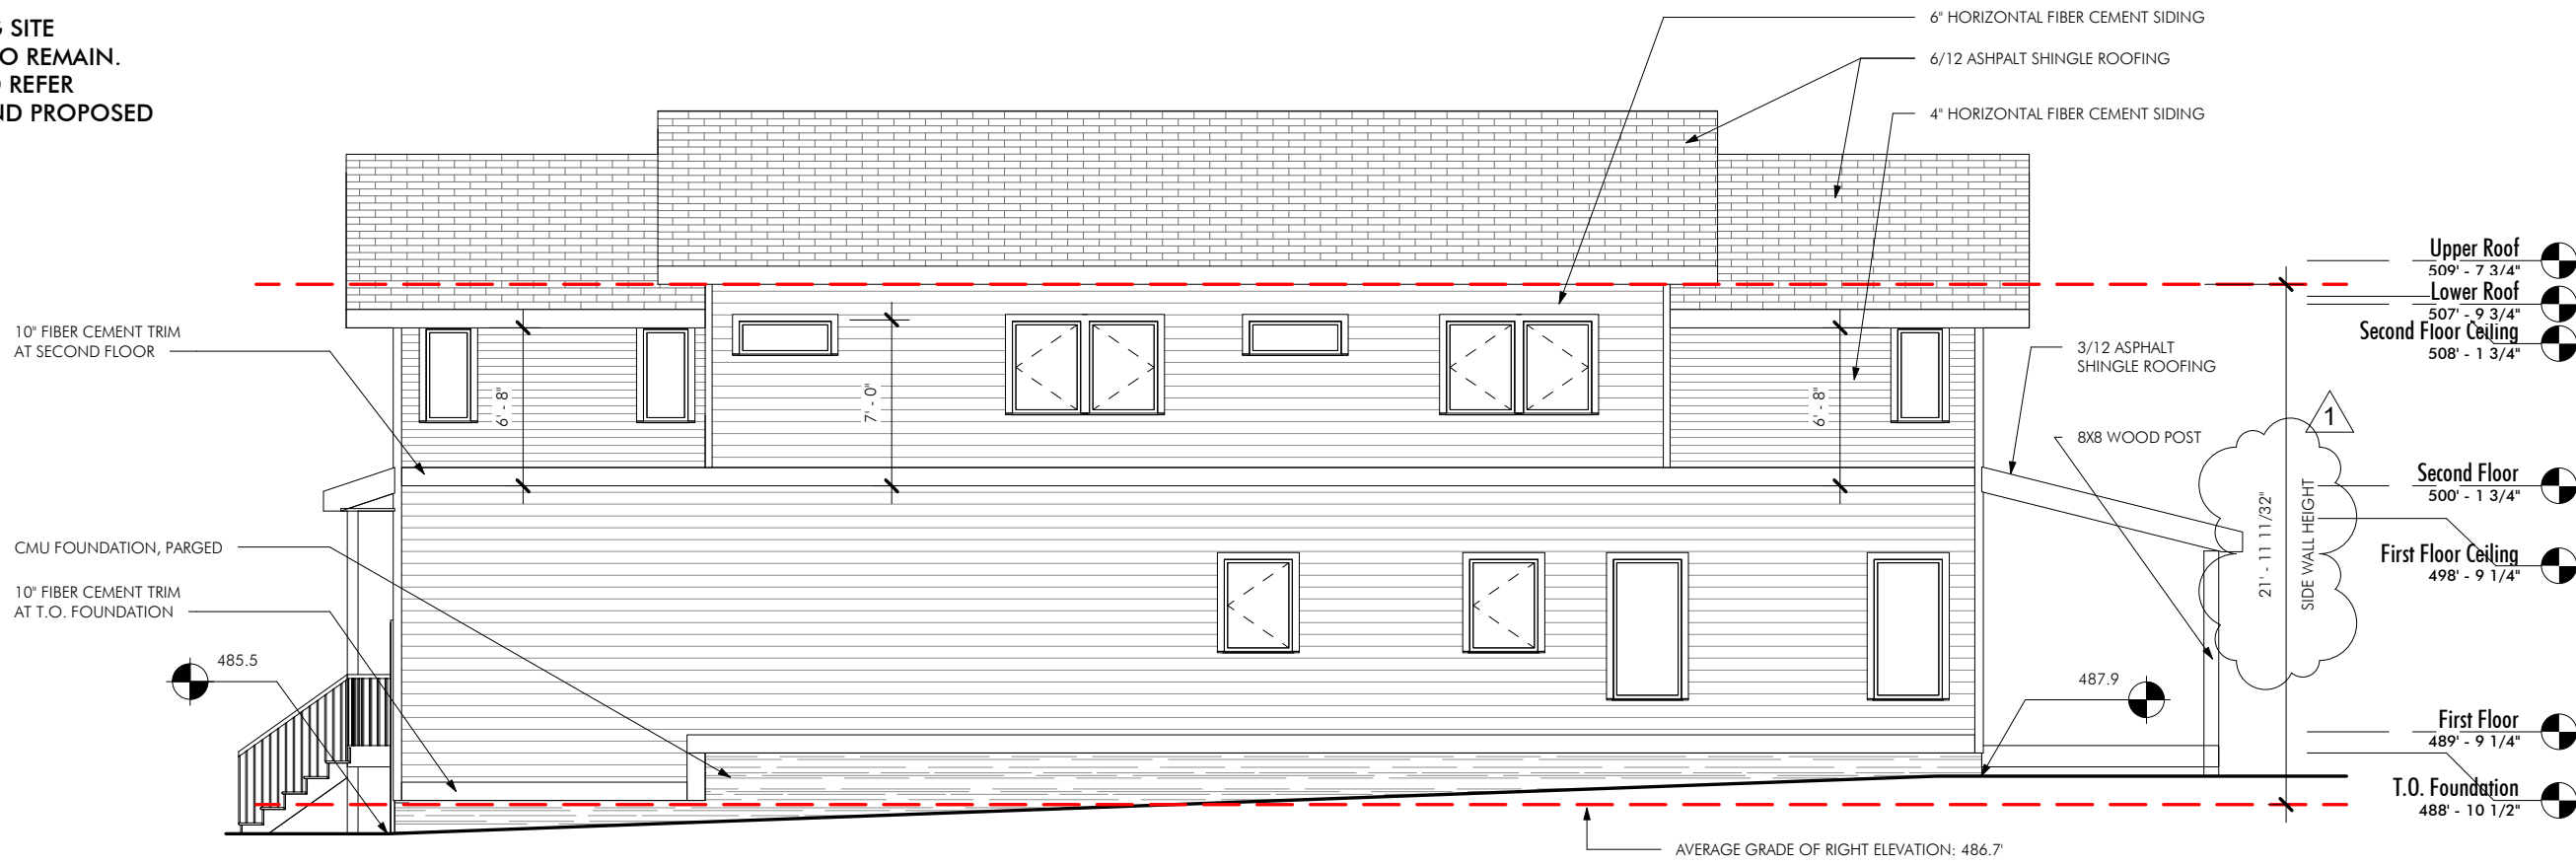 SITE
O REMAIN.
REFER
ND PROPOSED
6" HORIZONTAL FIBER CEMENT SIDING
6/12 ASHPALT SHINGLE ROOFING
4" HORIZONTAL FIBER CEMENT SIDING
Upper Roof
509' - 7 3/4"
Lower Roof
507' - 9 3/4"
Second Floor Ceiling
508' - 1 3/4"
10" FIBER CEMENT TRIM
AT SECOND FLOOR
3/12 ASPHALT
SHINGLE ROOFING
6' - 8"
7' - 0"
6' - 8"
1
8X8 WOOD POST
Second Floor
500' - 1 3/4"
21' - 11 11/32"
SIDE WALL HEIGHT
CMU FOUNDATION, PARGED
First Floor Ceiling
498' - 9 1/4"
10" FIBER CEMENT TRIM
AT T.O. FOUNDATION
485.5
487.9
First Floor
489' - 9 1/4"
T.O. Foundation
488' - 10 1/2"
AVERAGE GRADE OF RIGHT ELEVATION: 486.7'